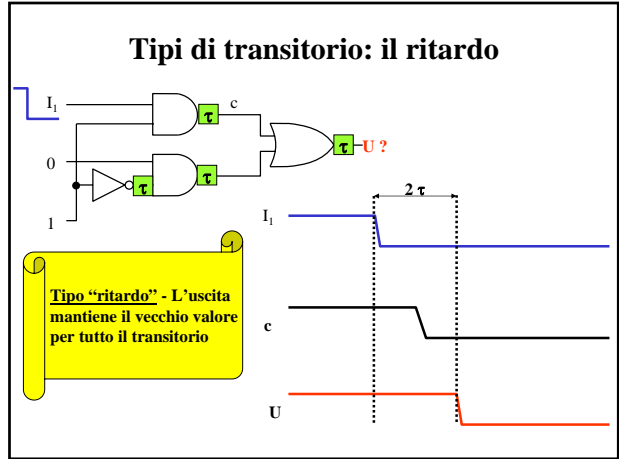 Tipi di transitorio: il ritardo
I₁
c
τ
τ
U ?
0
τ
τ
1
2 τ
I₁
Tipo “ritardo” - L’uscita
mantiene il vecchio valore
per tutto il transitorio
c
U